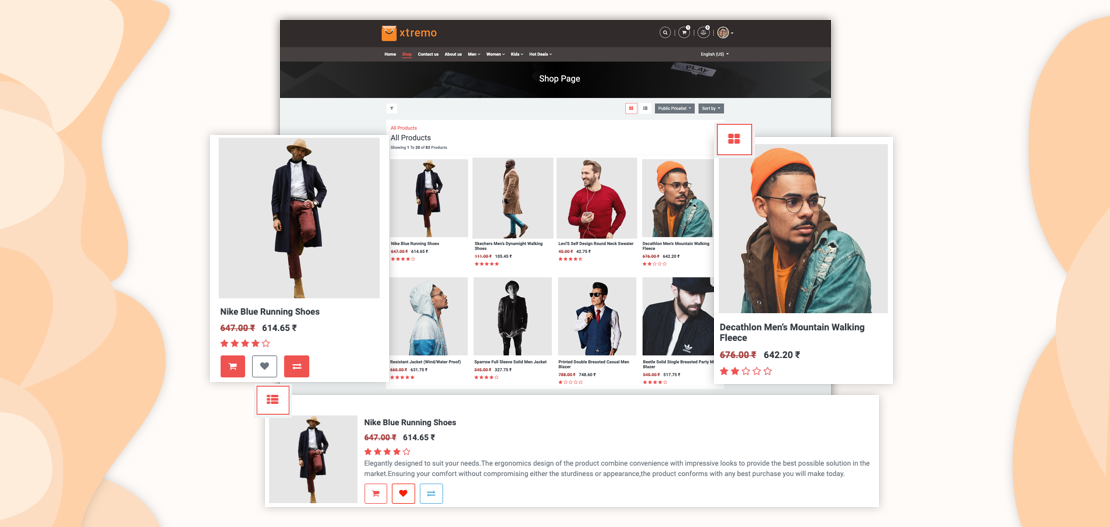 xtremo
Home Shop Contact us About us Men Women Kids Hot Deals English (US)
Shop Page
Public Pricelist Sort by
All Products
All Products
Showing 1 To 20 of 83 Products
Nike Blue Running Shoes
647.00 ₹ 614.65 ₹
Skechers Men's Dynamight Walking
Shoes
111.00 ₹ 105.45 ₹
Levi'S Self Design Round Neck Sweater
45.00 ₹ 42.75 ₹
Decathlon Men's Mountain Walking
Fleece
676.00 ₹ 642.20 ₹
Resistant Jacket (Wind/Water Proof)
631.75 ₹
Sparrow Full Sleeve Solid Men Jacket
345.00 ₹ 327.75 ₹
Printed Double Breasted Casual Men
Blazer
788.00 ₹ 748.60 ₹
Beetle Solid Single Breasted Party M
Blazer
545.00 ₹ 517.75 ₹
Nike Blue Running Shoes
647.00 ₹ 614.65 ₹
Decathlon Men's Mountain Walking
Fleece
676.00 ₹ 642.20 ₹
Nike Blue Running Shoes
647.00 ₹ 614.65 ₹
Elegantly designed to suit your needs.The ergonomics design of the product combine convenience with impressive looks to provide the best possible solution in the
market.Ensuring your comfort without compromising either the sturdiness or appearance,the product conforms with any best purchase you will make today.